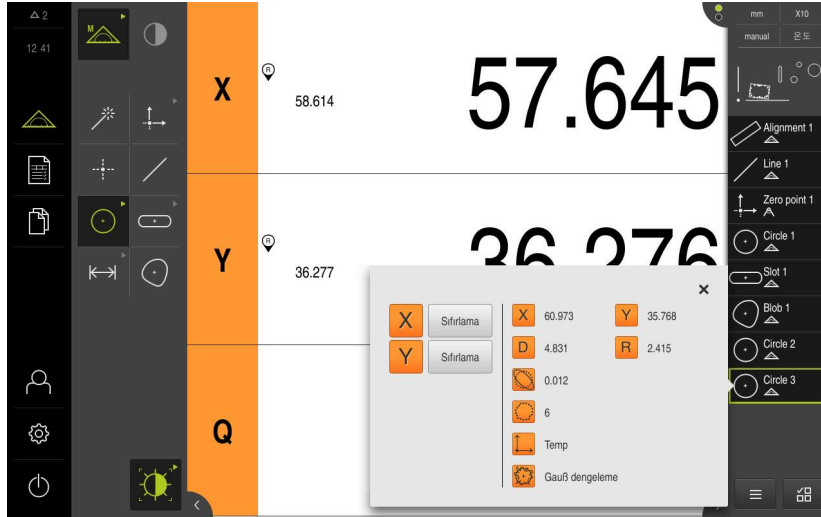 2
12 41
M
mm
X10
manual
온도
X
R
58.614
57.645
Y
R
36.277
36.276
Q
Alignment 1
Line 1
Zero point 1
Circle 1
Slot 1
Blob 1
Circle 2
Circle 3
X Sıfırlama
Y Sıfırlama
X 60.973 Y 35.768
D 4.831 R 2.415
0.012
6
Temp
Gauß dengeleme